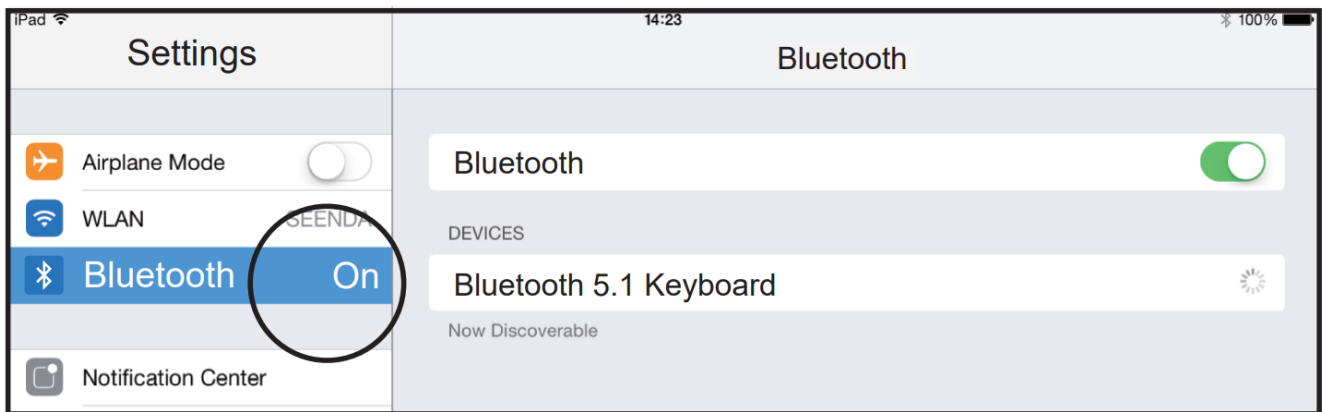 iPad 14:23 100%
Settings
Bluetooth
Airplane Mode
WLAN SEENDA
Bluetooth On
Notification Center
Bluetooth
DEVICES
Bluetooth 5.1 Keyboard
Now Discoverable